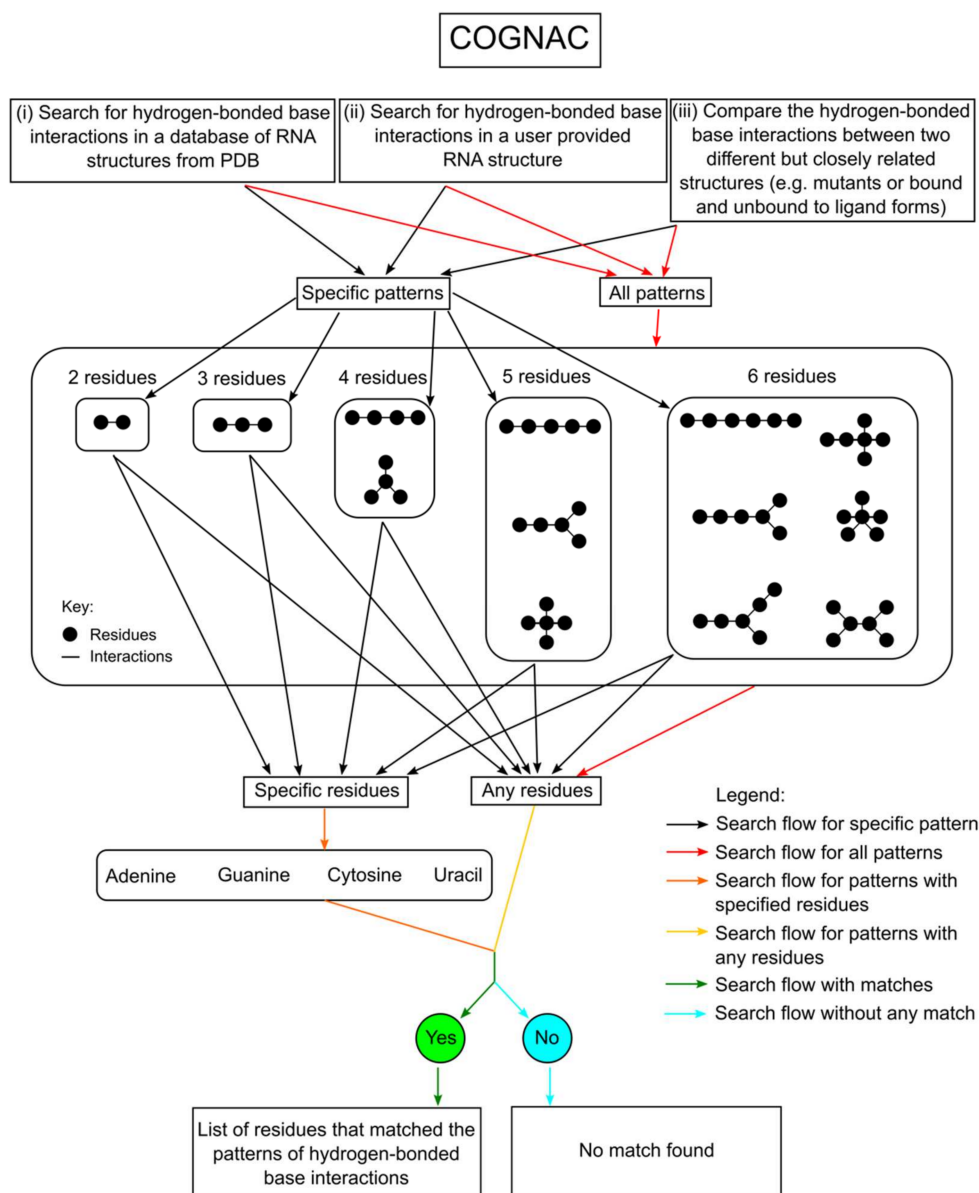 COGNAC
(i) Search for hydrogen-bonded base
interactions in a database of RNA
structures from PDB
(ii) Search for hydrogen-bonded base
interactions in a user provided
RNA structure
(iii) Compare the hydrogen-bonded
base interactions between two
different but closely related
structures (e.g. mutants or bound
and unbound to ligand forms)
Specific patterns
All patterns
2 residues
3 residues
4 residues
5 residues
6 residues
Key:
Residues
Interactions
Specific residues
Any residues
Adenine Guanine Cytosine Uracil
Legend:
Search flow for specific pattern
Search flow for all patterns
Search flow for patterns with
specified residues
Search flow for patterns with
any residues
Search flow with matches
Search flow without any match
Yes
No
List of residues that matched the
patterns of hydrogen-bonded
base interactions
No match found